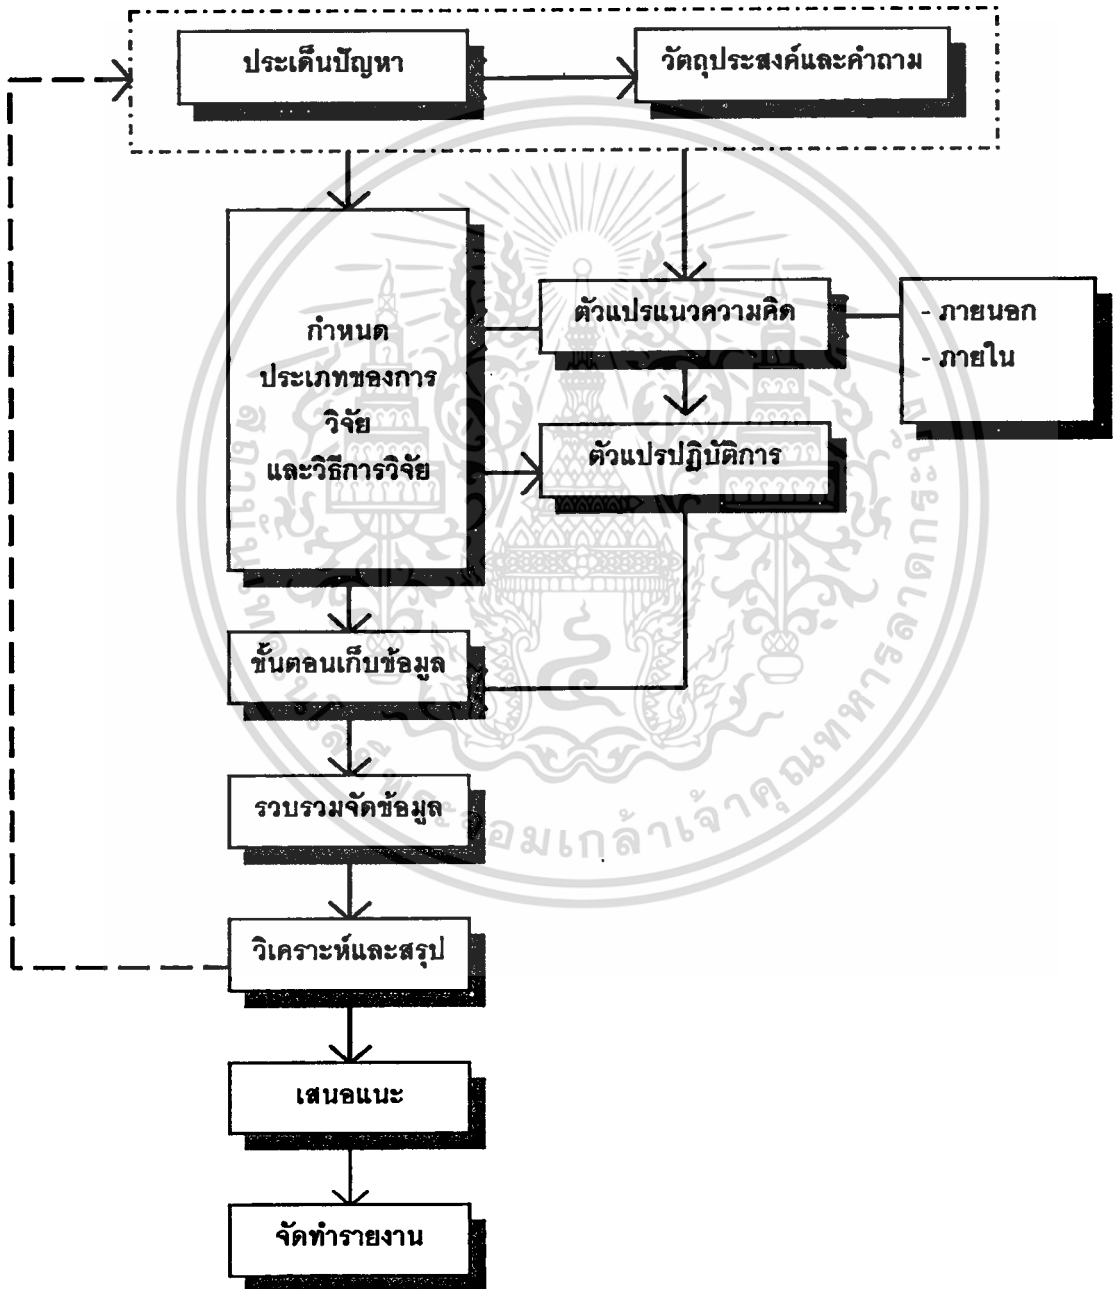 ประเด็นปัญหา
วัตถุประสงค์และคำถาม
กำหนด
ประเภทของการ
วิจัย
และวิธีการวิจัย
ตัวแปรแนวความคิด
- ภายนอก
- ภายใน
ตัวแปรปฏิบัติการ
ขั้นตอนเก็บข้อมูล
รวบรวมจัดข้อมูล
วิเคราะห์และสรุป
เสนอแนะ
จัดทำรายงาน